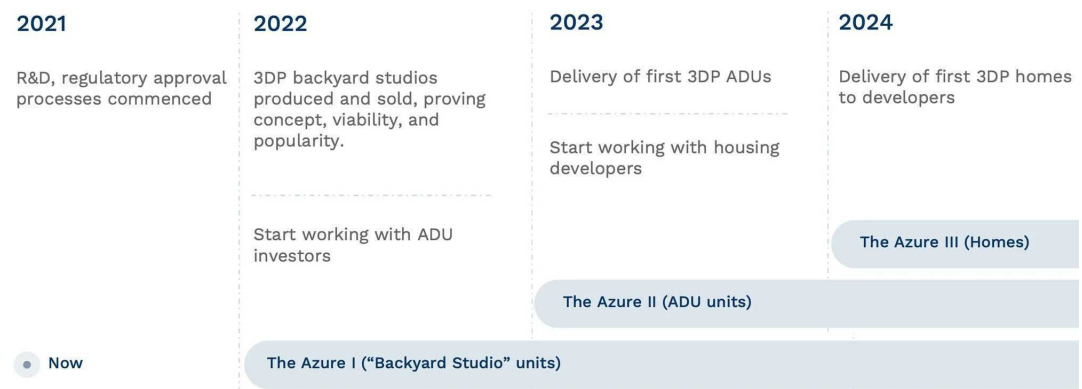 2021
R&D, regulatory approval
processes commenced
2022
3DP backyard studios
produced and sold, proving
concept, viability, and
popularity.
Start working with ADU
investors
2023
Delivery of first 3DP ADUs
Start working with housing
developers
2024
Delivery of first 3DP homes
to developers
The Azure III (Homes)
The Azure II (ADU units)
Now
The Azure I (“Backyard Studio” units)